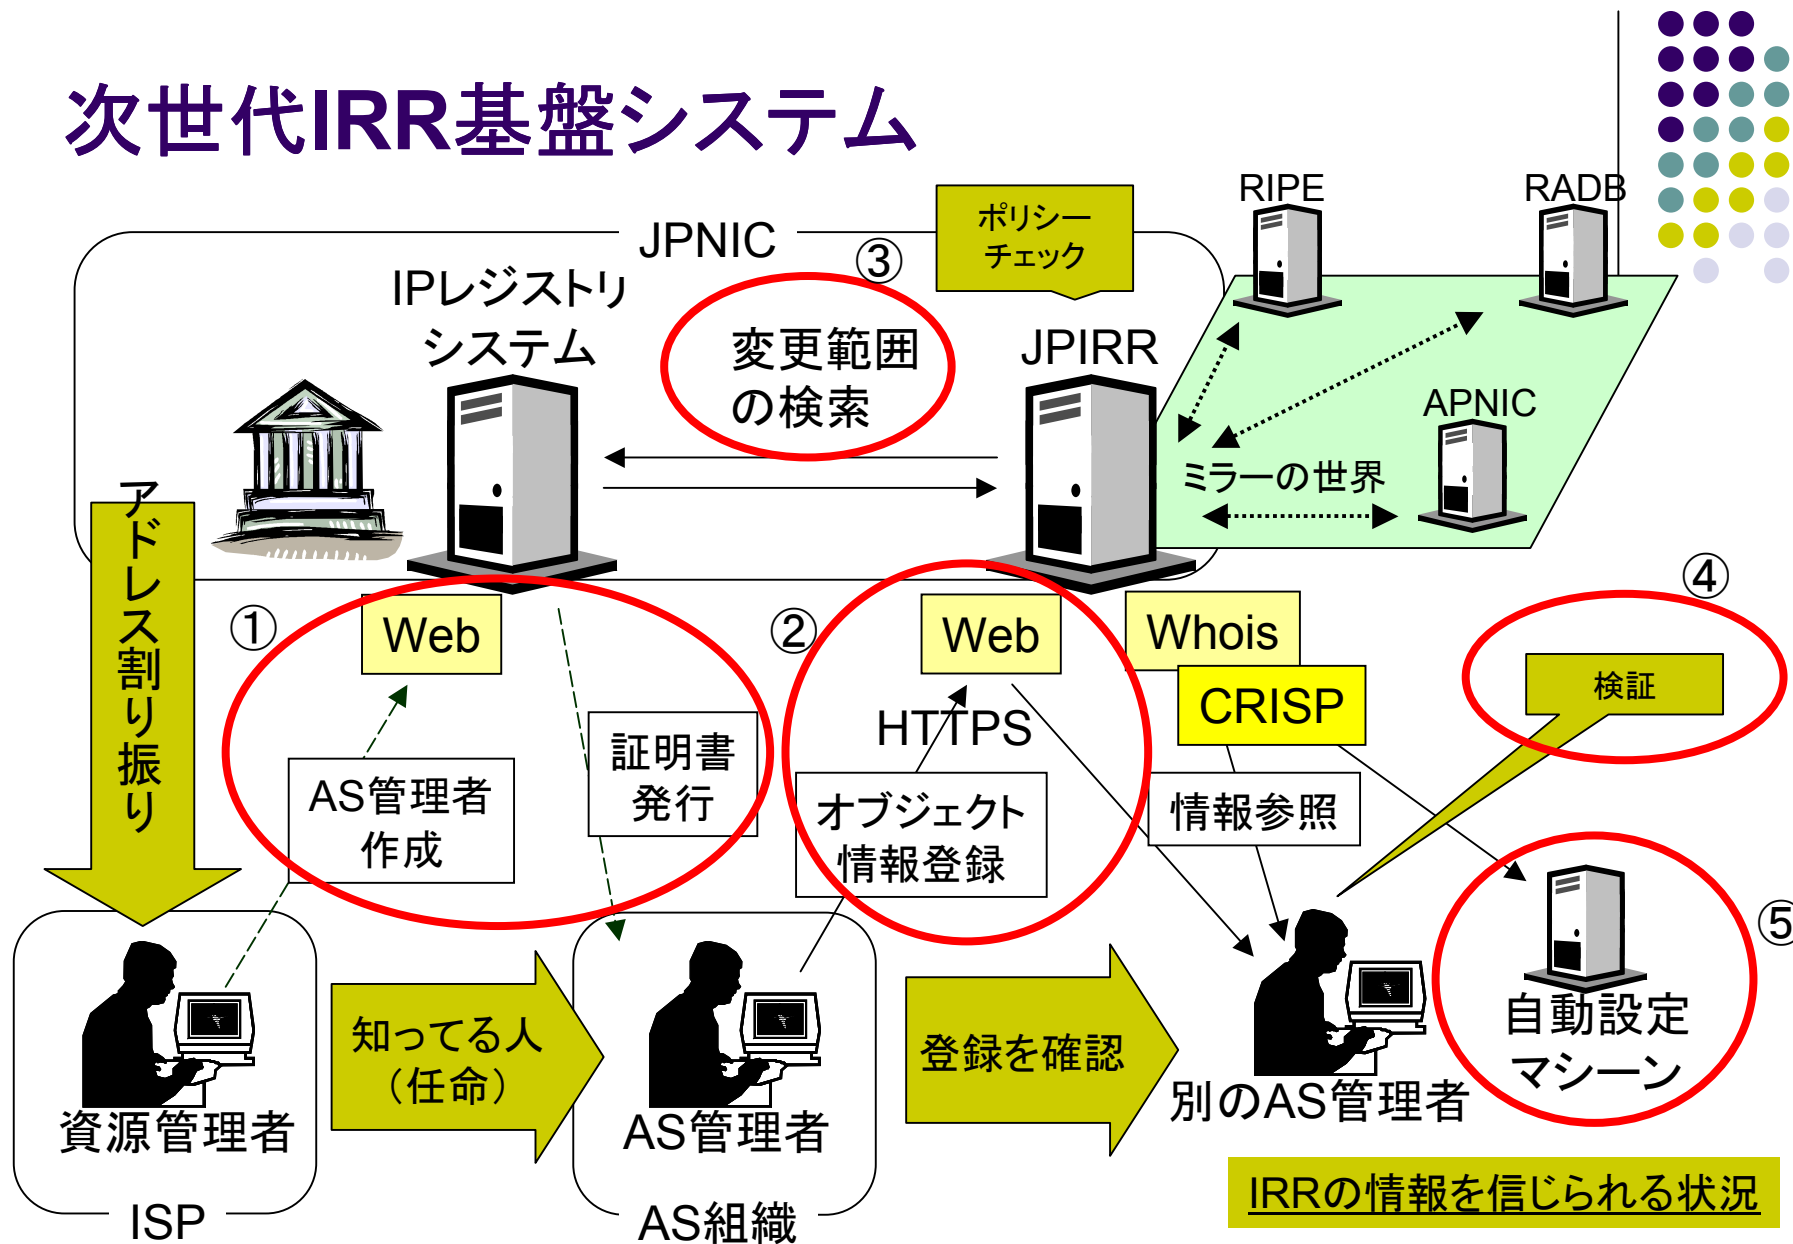 次世代IRR基盤システム
RIPE
RADB
JPNIC
ポリシー
チェック
③
IPレジストリ
システム
変更範囲
の検索
JPIRR
APNIC
ミラーの世界
アドレス割り振り
①
Web
②
Web
Whois
CRISP
④
検証
HTTPS
証明書
発行
AS管理者
作成
オブジェクト
情報登録
情報参照
⑤
知ってる人
（任命）
登録を確認
自動設定
マシーン
別のAS管理者
資源管理者
AS管理者
ISP
AS組織
IRRの情報を信じられる状況